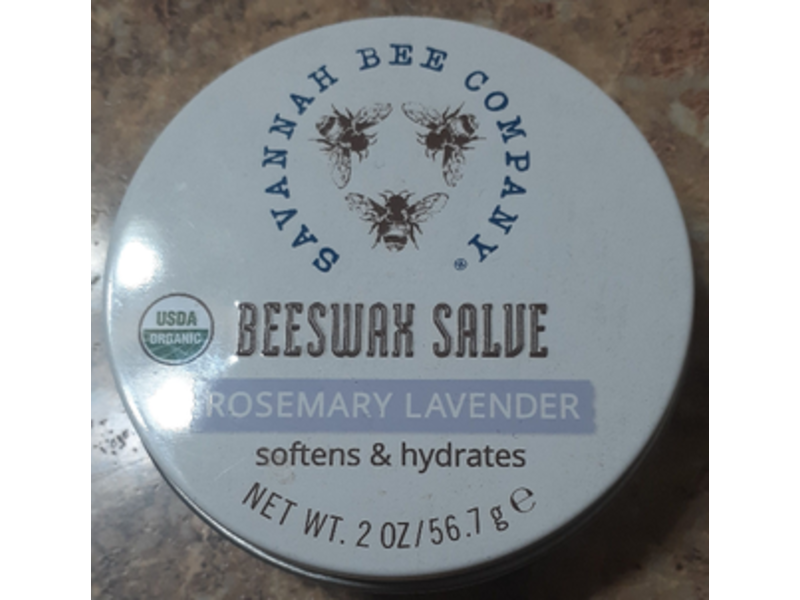 SAVANNAH BEE COMPANY®
USDA
ORGANIC
BEESWAX SALVE
ROSEMARY LAVENDER
softens & hydrates
NET WT. 2 OZ/56.7 g ℮